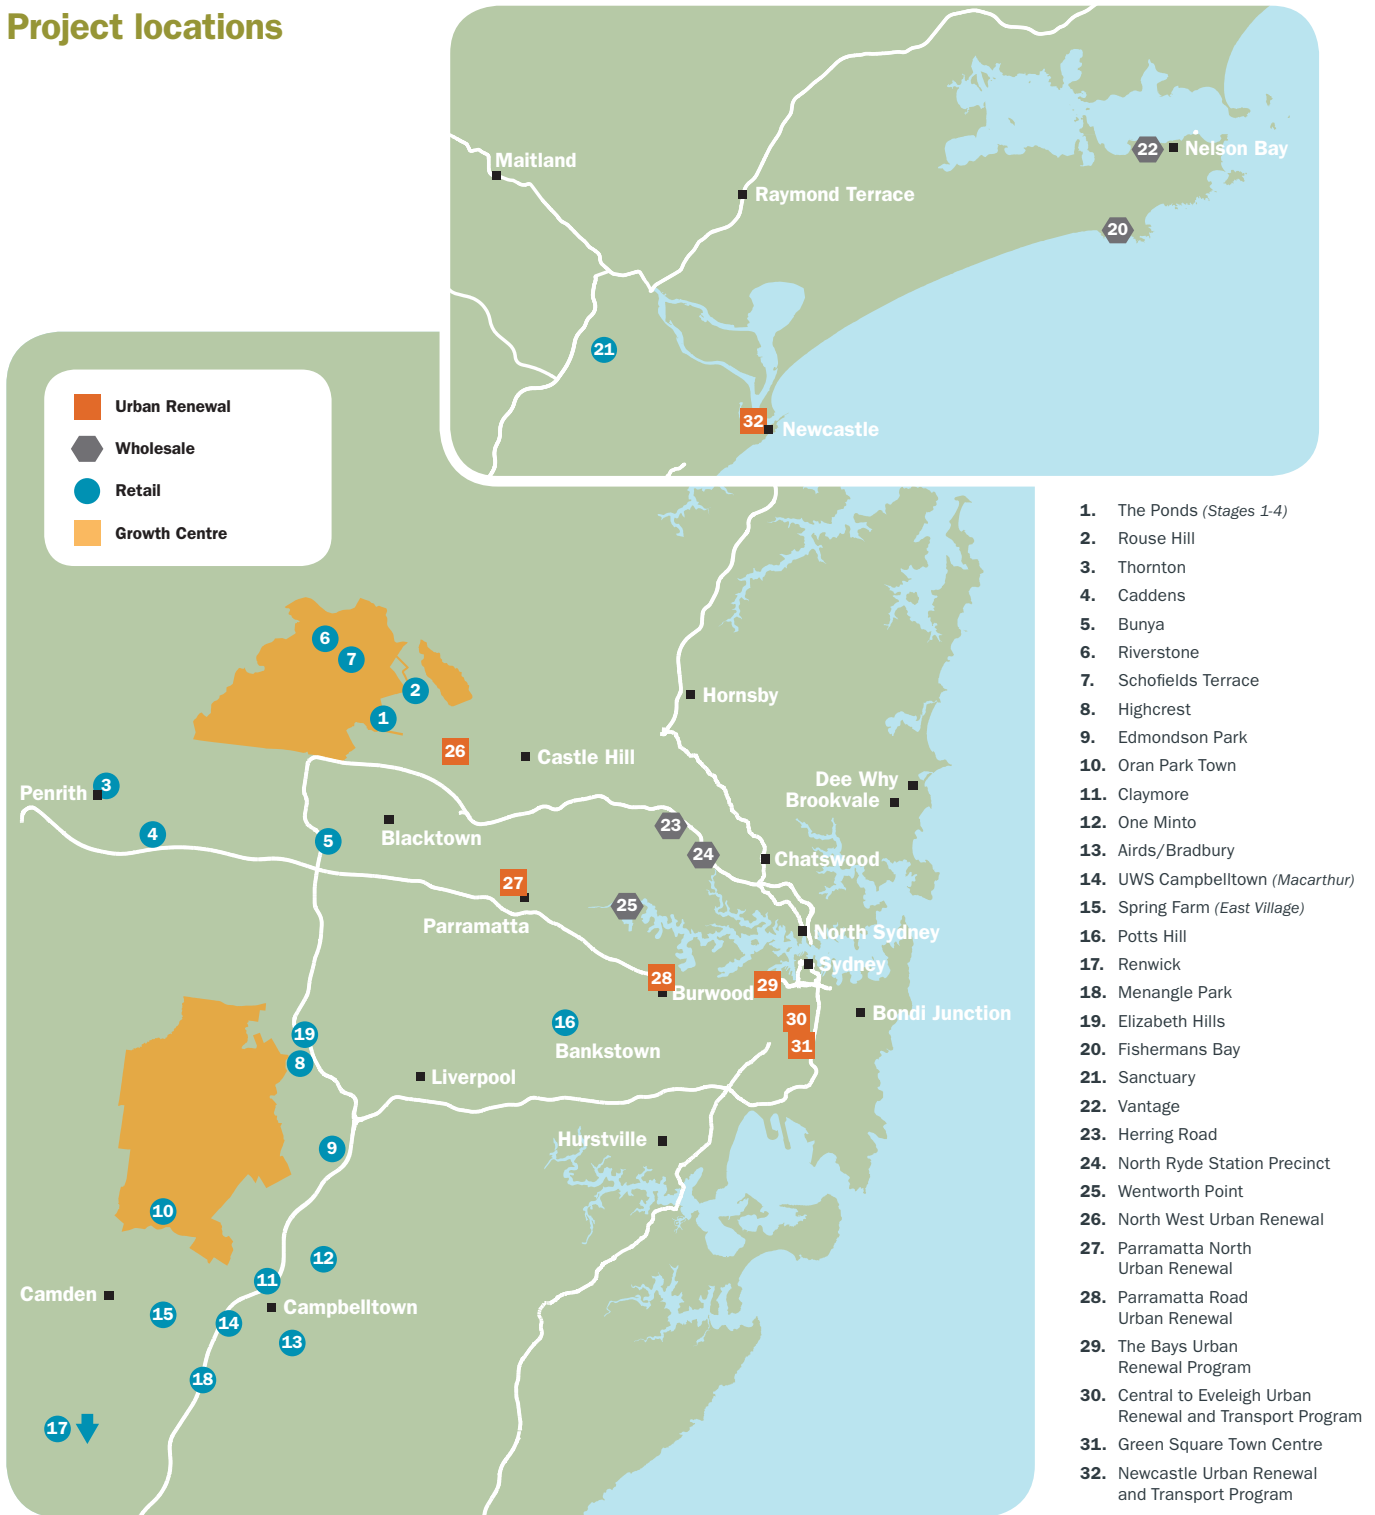 Project locations
Maitland
Raymond Terrace
22
Nelson Bay
20
21
32
Newcastle
Urban Renewal
Wholesale
Retail
Growth Centre
6
7
2
1
26
Hornsby
Castle Hill
Penrith
3
Dee Why
Brookvale
4
5
Blacktown
23
24
Chatswood
27
Parramatta
25
North Sydney
Sydney
28
Burwood
29
30
31
Bondi Junction
16
Bankstown
19
8
Liverpool
9
Hurstville
10
12
11
Camden
15
14
Campbelltown
13
18
17
1. The Ponds (Stages 1-4)
2. Rouse Hill
3. Thornton
4. Caddens
5. Bunya
6. Riverstone
7. Schofields Terrace
8. Highcrest
9. Edmondson Park
10. Oran Park Town
11. Claymore
12. One Minto
13. Airds/Bradbury
14. UWS Campbelltown (Macarthur)
15. Spring Farm (East Village)
16. Potts Hill
17. Renwick
18. Menangle Park
19. Elizabeth Hills
20. Fishermans Bay
21. Sanctuary
22. Vantage
23. Herring Road
24. North Ryde Station Precinct
25. Wentworth Point
26. North West Urban Renewal
27. Parramatta North
Urban Renewal
28. Parramatta Road
Urban Renewal
29. The Bays Urban
Renewal Program
30. Central to Eveleigh Urban
Renewal and Transport Program
31. Green Square Town Centre
32. Newcastle Urban Renewal
and Transport Program